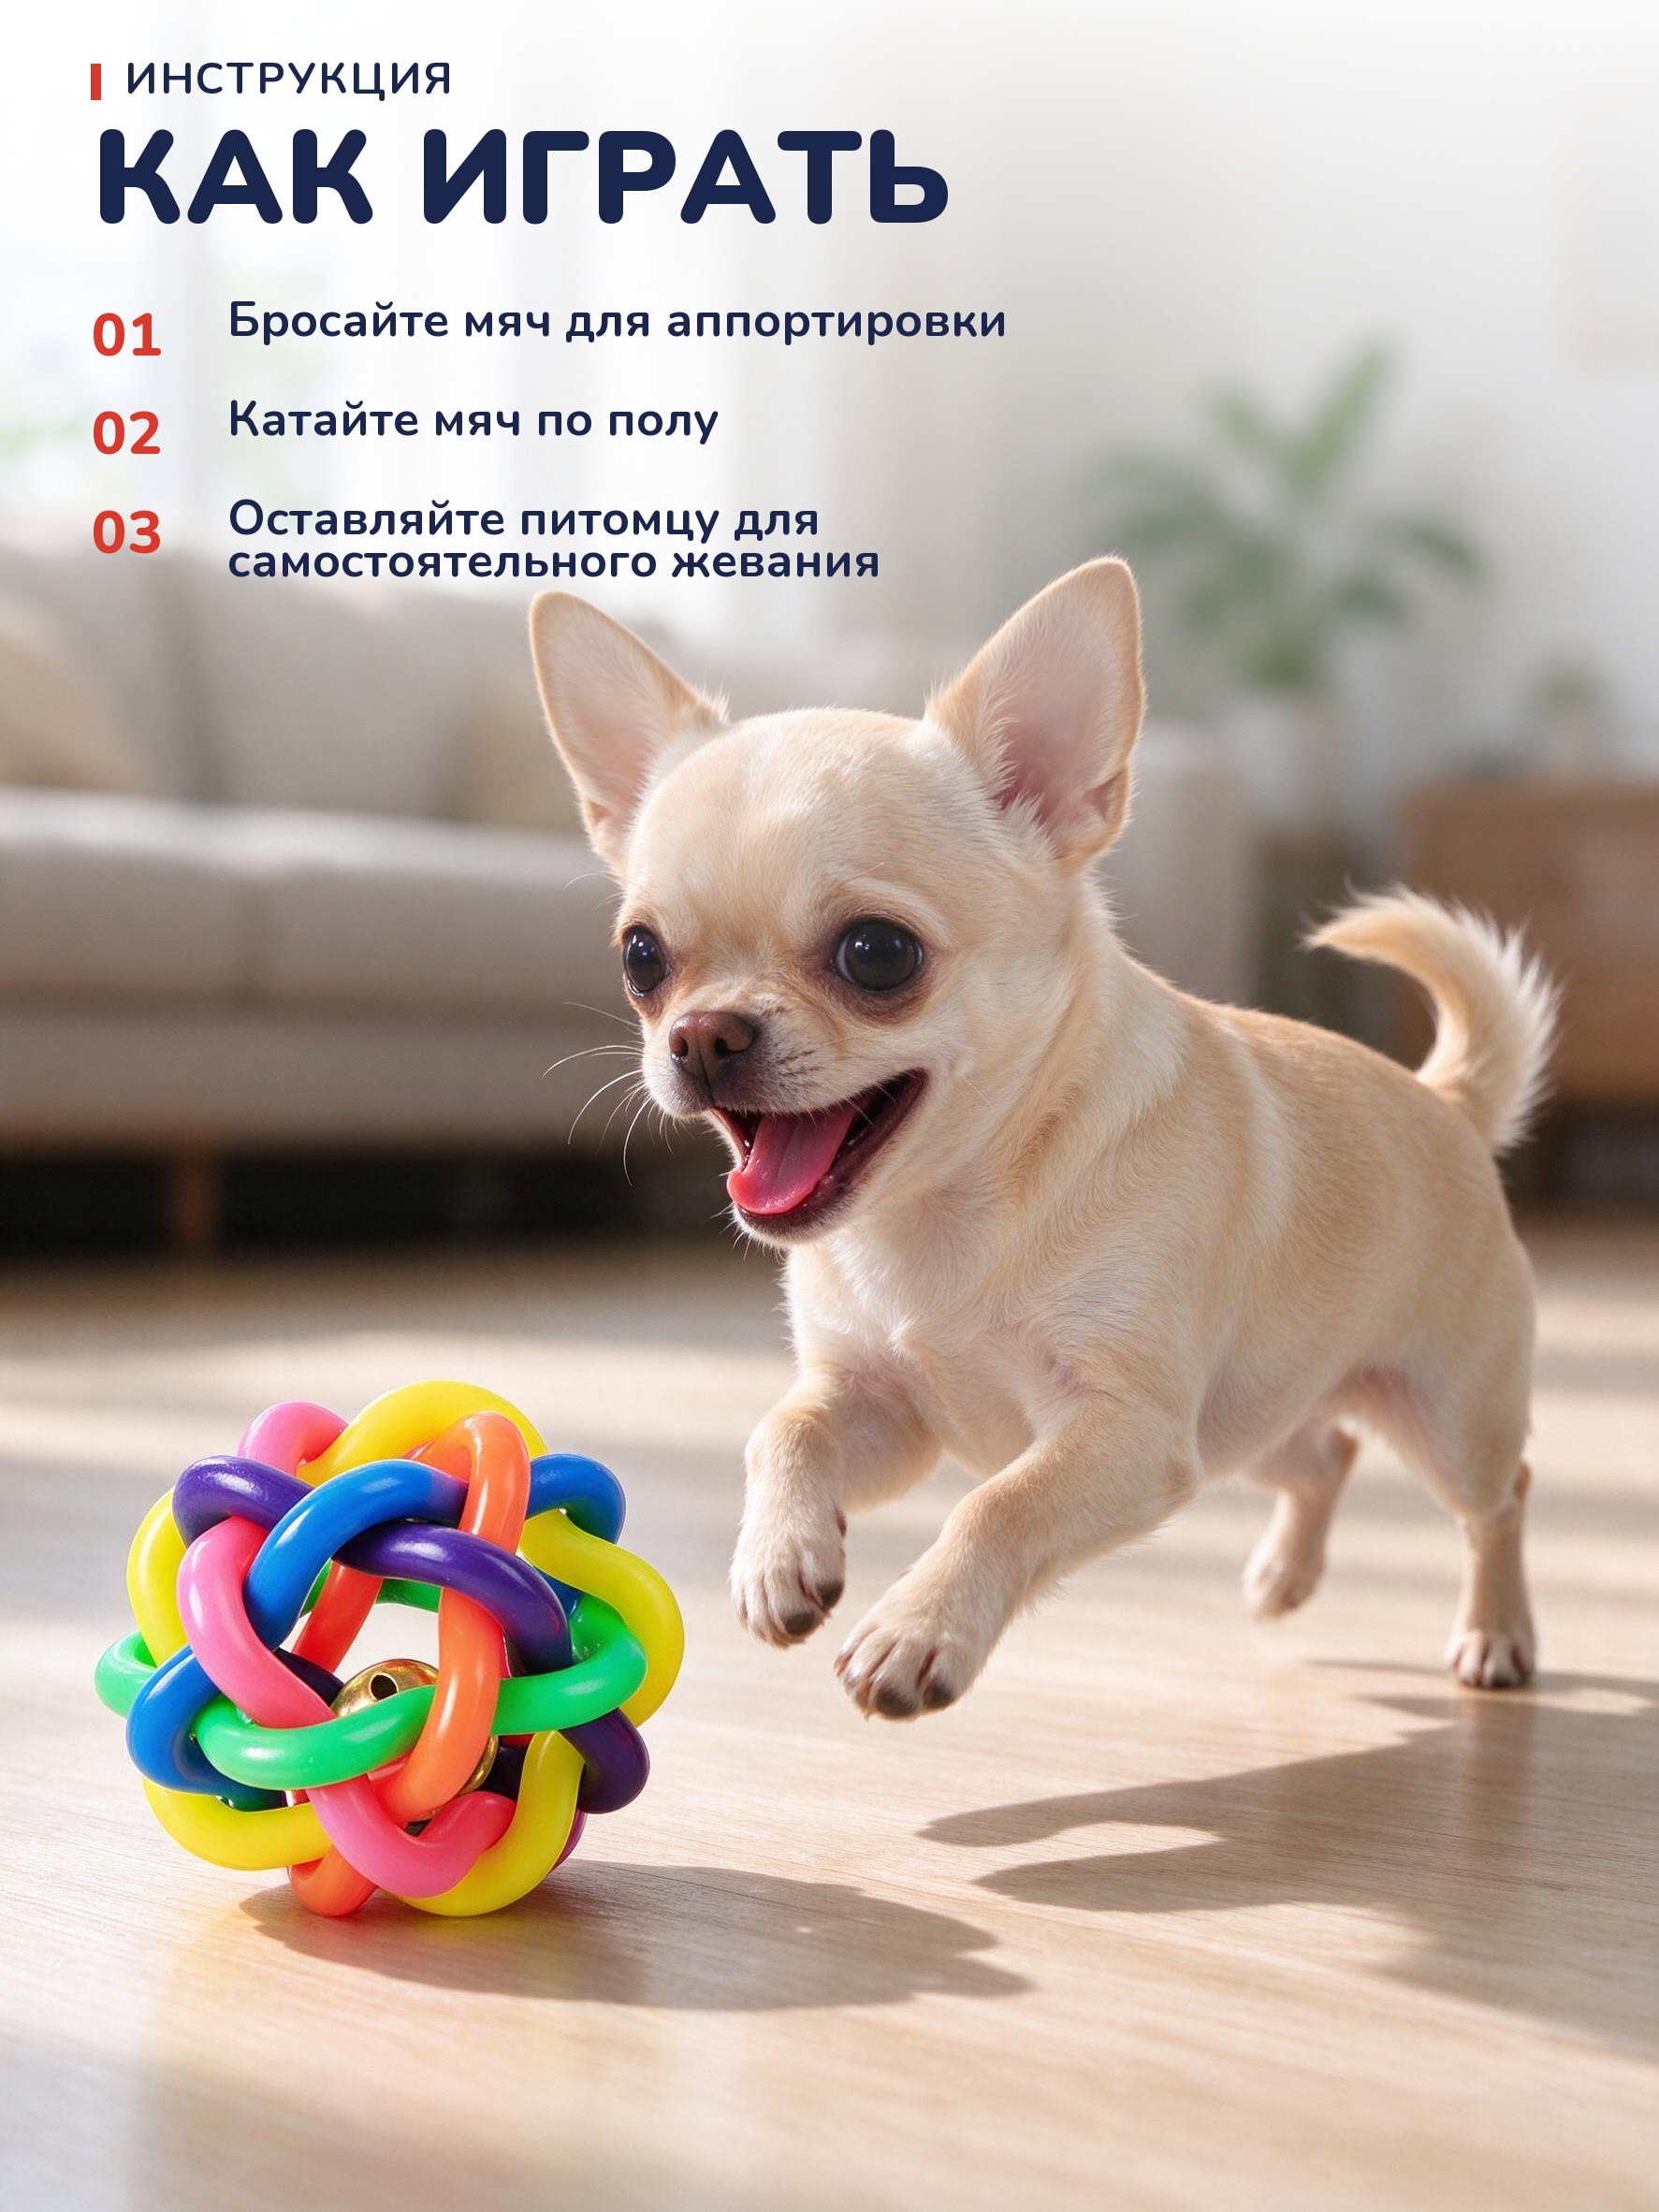 ИНСТРУКЦИЯ
КАК ИГРАТЬ
01 Бросайте мяч для аппортировки
02 Катайте мяч по полу
03 Оставляйте питомцу для
самостоятельного жевания